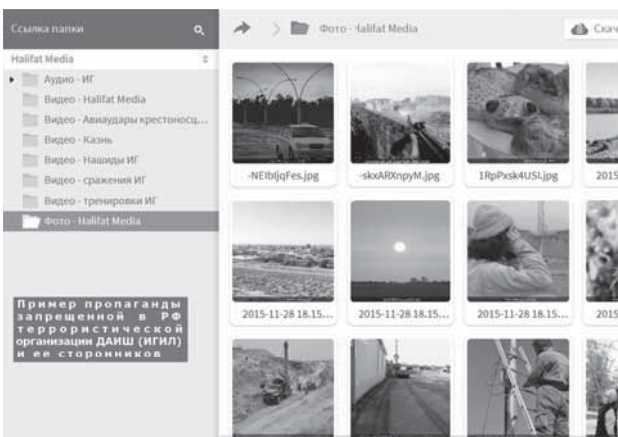 Ссылка папки
Фото - Halifat Media
Скач
Halifat Media
Аудио - ИГ
Видео - Halifat Media
Видео - Авиаудары крестоносц...
Видео - Казнь
Видео - Нашиды ИГ
Видео - сражения ИГ
Видео - тренировки ИГ
Фото - Halifat Media
-NEIbljqFes.jpg
-skxARXnpyM.jpg
1RpPxsk4USI.jpg
2015
2015-11-28 18.15...
2015-11-28 18.15...
2015-11-28 18.15...
2015
Пример пропаганды
запрещенной в РФ
террористической
организации ДАИШ (ИГИЛ)
и ее сторонников